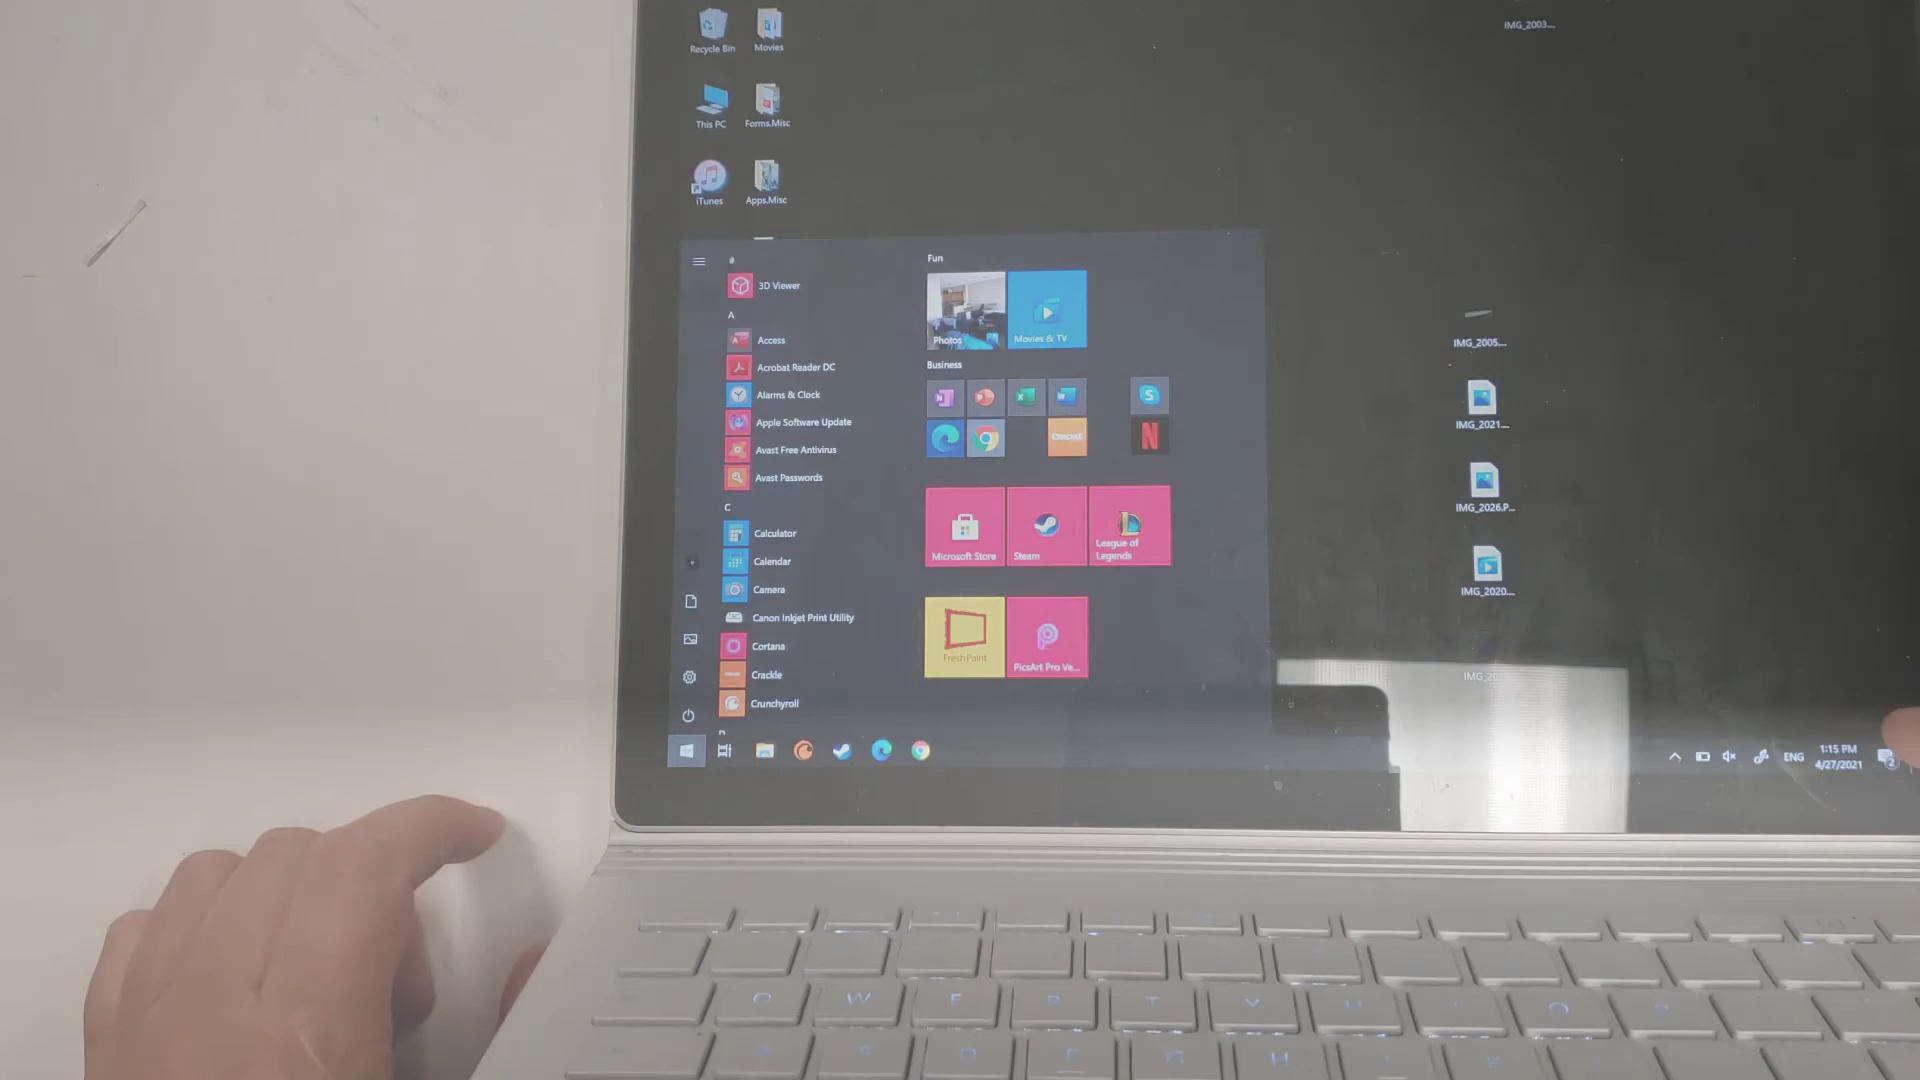 Recycle Bin
Movies
IMG_2003....
This PC
Forms.Misc
iTunes
Apps.Misc
#
3D Viewer
A
Access
Acrobat Reader DC
Alarms & Clock
Apple Software Update
Avast Free Antivirus
Avast Passwords
C
Calculator
Calendar
Camera
Canon Inkjet Print Utility
Cortana
Crackle
Crunchyroll
Fun
Photos
Movies & TV
Business
Microsoft Store
Steam
League of
Legends
Fresh Paint
PicsArt Pro Ve...
IMG_2005....
IMG_2021....
IMG_2026.P...
IMG_2020....
IMG_20
ENG
1:15 PM
4/27/2021
2
W
T
G
H